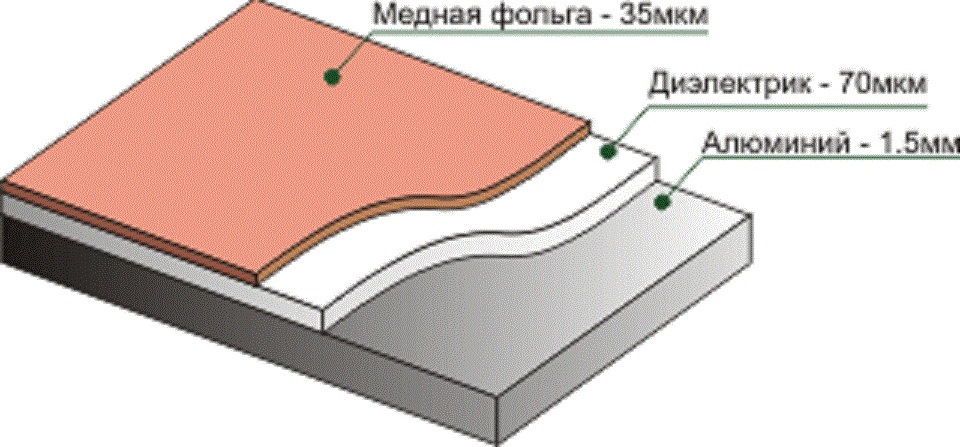 Медная фольга - 35мкм
Диэлектрик - 70мкм
Алюминий - 1.5мм